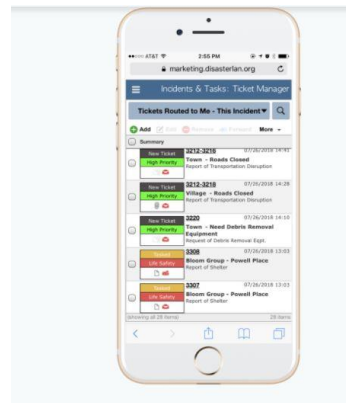 AT&T 2:55 PM
marketing.disasterlan.org
Incidents & Tasks: Ticket Manager
Tickets Routed to Me - This Incident
Add Edit Remove Forward More
Summary
New Ticket 3212-3216 07/26/2018 14:41
High Priority Town - Roads Closed
Report of Transportation Disruption
New Ticket 3212-3218 07/26/2018 14:28
High Priority Village - Roads Closed
Report of Transportation Disruption
New Ticket 3220 07/26/2018 14:10
High Priority Town - Need Debris Removal
Equipment
Request of Debris Removal Eqpt.
3308 07/26/2018 13:03
Life Safety Bloom Group - Powell Place
Report of Shelter
3307 07/26/2018 13:03
Life Safety Bloom Group - Powell Place
Report of Shelter
(showing all 28 items) 28 items